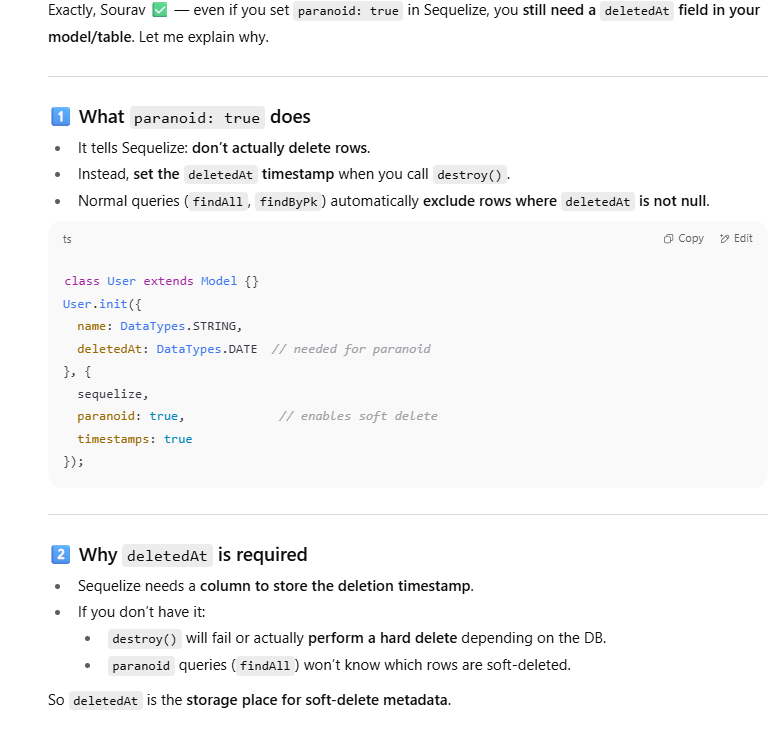 Exactly, Sourav ✅ — even if you set paranoid: true in Sequelize, you still need a deletedAt field in your
model/table. Let me explain why.
1️⃣ What paranoid: true does
• It tells Sequelize: don’t actually delete rows.
• Instead, set the deletedAt timestamp when you call destroy().
• Normal queries (findAll, findByPk) automatically exclude rows where deletedAt is not null.
ts Copy Edit
class User extends Model {}
User.init({
  name: DataTypes.STRING,
  deletedAt: DataTypes.DATE  // needed for paranoid
}, {
  sequelize,
  paranoid: true,             // enables soft delete
  timestamps: true
});
2️⃣ Why deletedAt is required
• Sequelize needs a column to store the deletion timestamp.
• If you don’t have it:
• destroy() will fail or actually perform a hard delete depending on the DB.
• paranoid queries (findAll) won’t know which rows are soft-deleted.
So deletedAt is the storage place for soft-delete metadata.